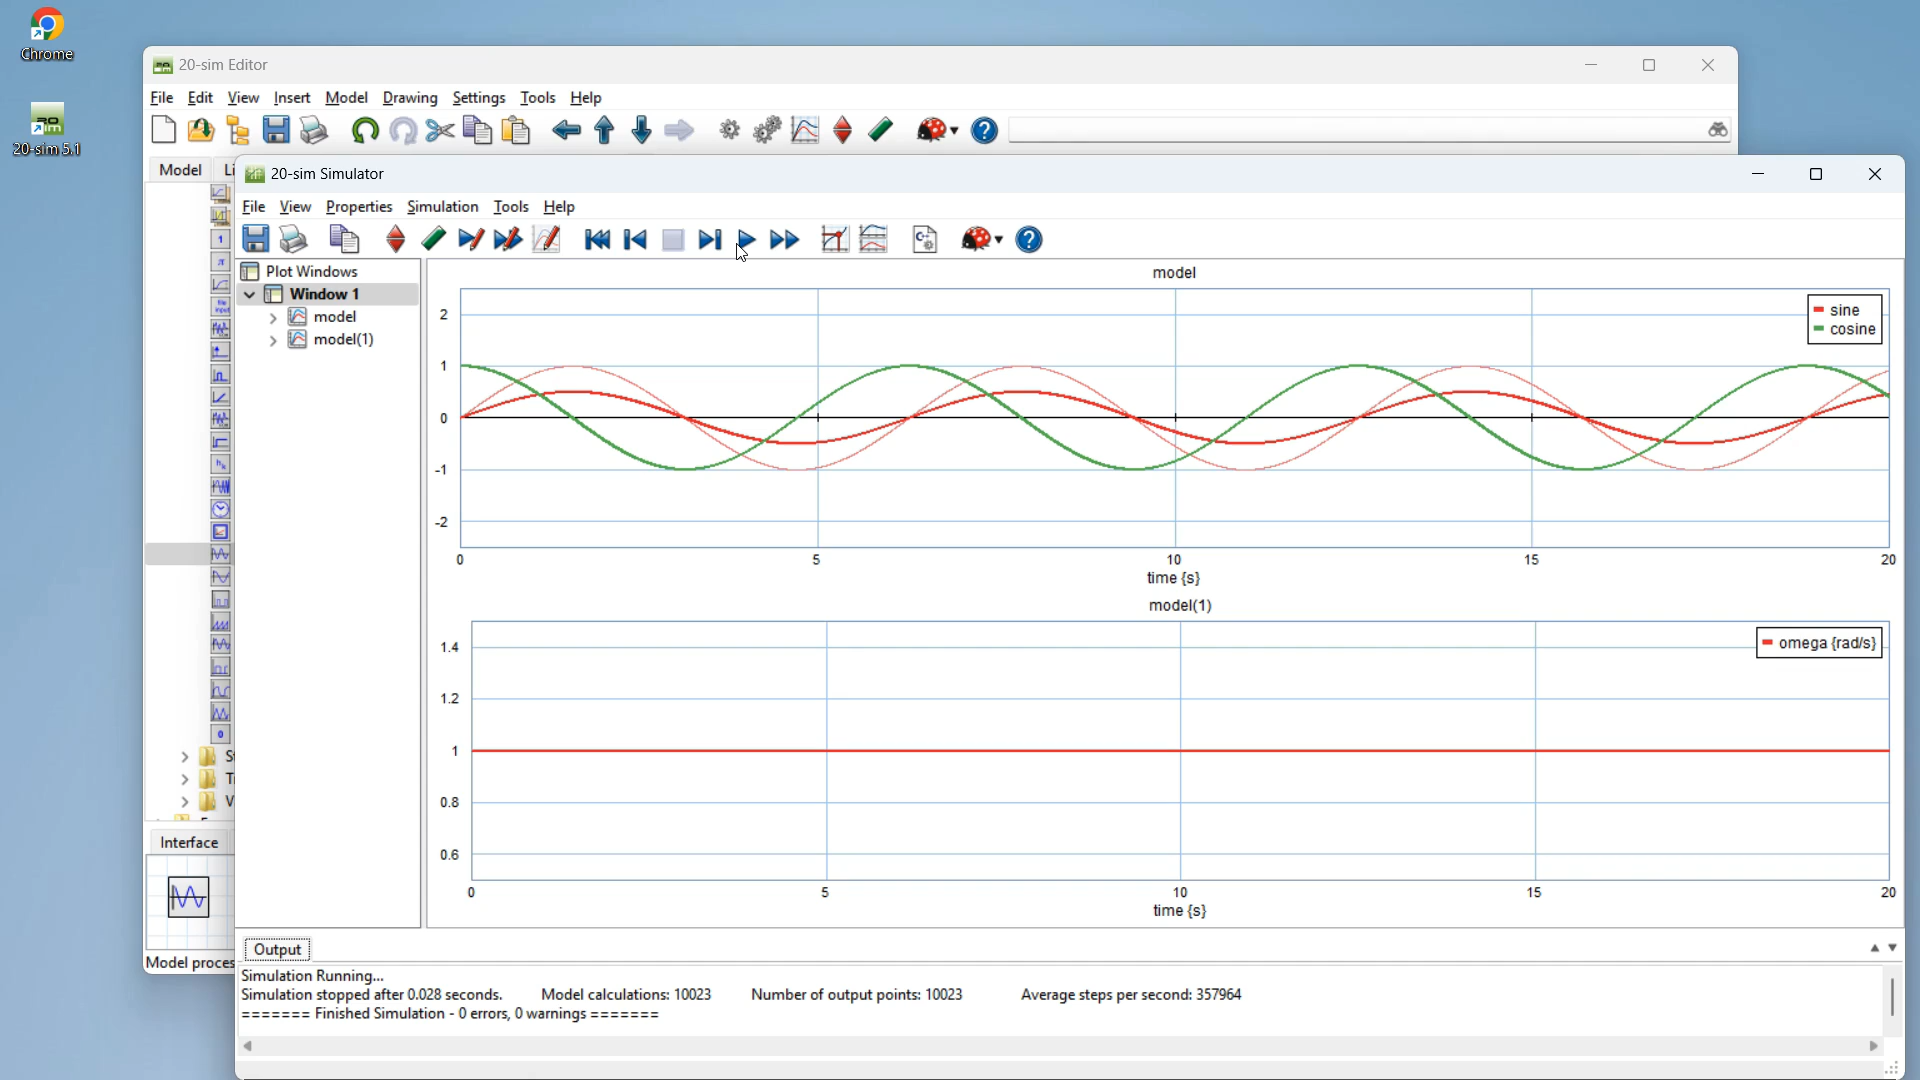 Chrome
20-sim 5.1
20-sim Editor
File Edit View Insert Model Drawing Settings Tools Help
Model
20-sim Simulator
File View Properties Simulation Tools Help
Plot Windows
Window 1
model
model(1)
model
sine
cosine
2
1
0
-1
-2
0 5 10 15 20
time {s}
model(1)
omega {rad/s}
1.4
1.2
1
0.8
0.6
0 5 10 15 20
time {s}
Interface
Model proces
Output
Simulation Running...
Simulation stopped after 0.028 seconds. Model calculations: 10023 Number of output points: 10023 Average steps per second: 357964
======= Finished Simulation - 0 errors, 0 warnings =======